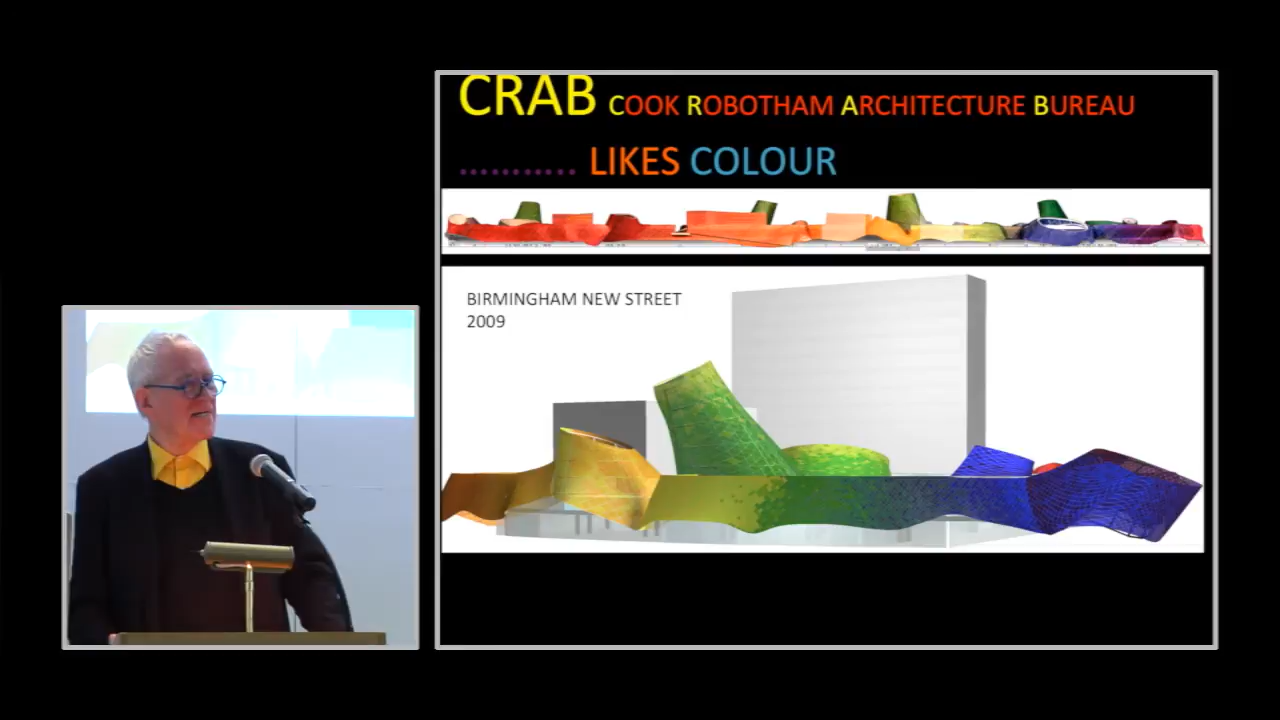 CRAB COOK ROBOTHAM ARCHITECTURE BUREAU
........... LIKES COLOUR
BIRMINGHAM NEW STREET
2009